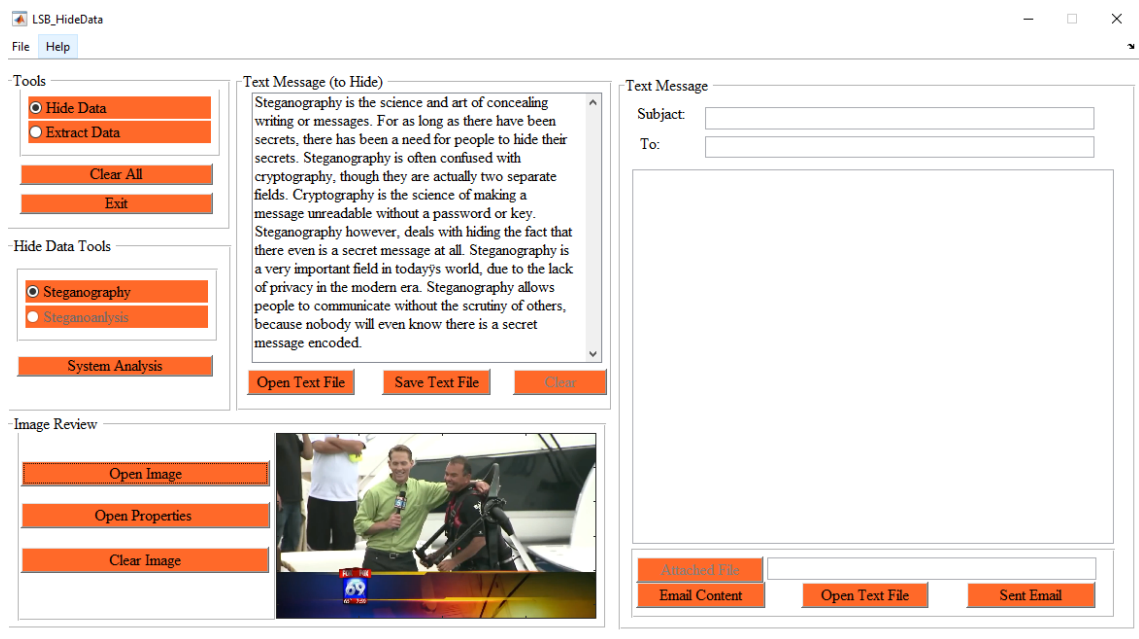 LSB_HideData
File Help
Tools
Hide Data
Extract Data
Clear All
Exit
Hide Data Tools
Steganography
Steganoanlysis
System Analysis
Text Message (to Hide)
Steganography is the science and art of concealing
writing or messages. For as long as there have been
secrets, there has been a need for people to hide their
secrets. Steganography is often confused with
cryptography, though they are actually two separate
fields. Cryptography is the science of making a
message unreadable without a password or key.
Steganography however, deals with hiding the fact that
there even is a secret message at all. Steganography is
a very important field in todayÿs world, due to the lack
of privacy in the modern era. Steganography allows
people to communicate without the scrutiny of others,
because nobody will even know there is a secret
message encoded.
Open Text File Save Text File Clear
Image Review
Open Image
Open Properties
Clear Image
69
Text Message
Subject:
To:
Attached File
Email Content Open Text File Sent Email